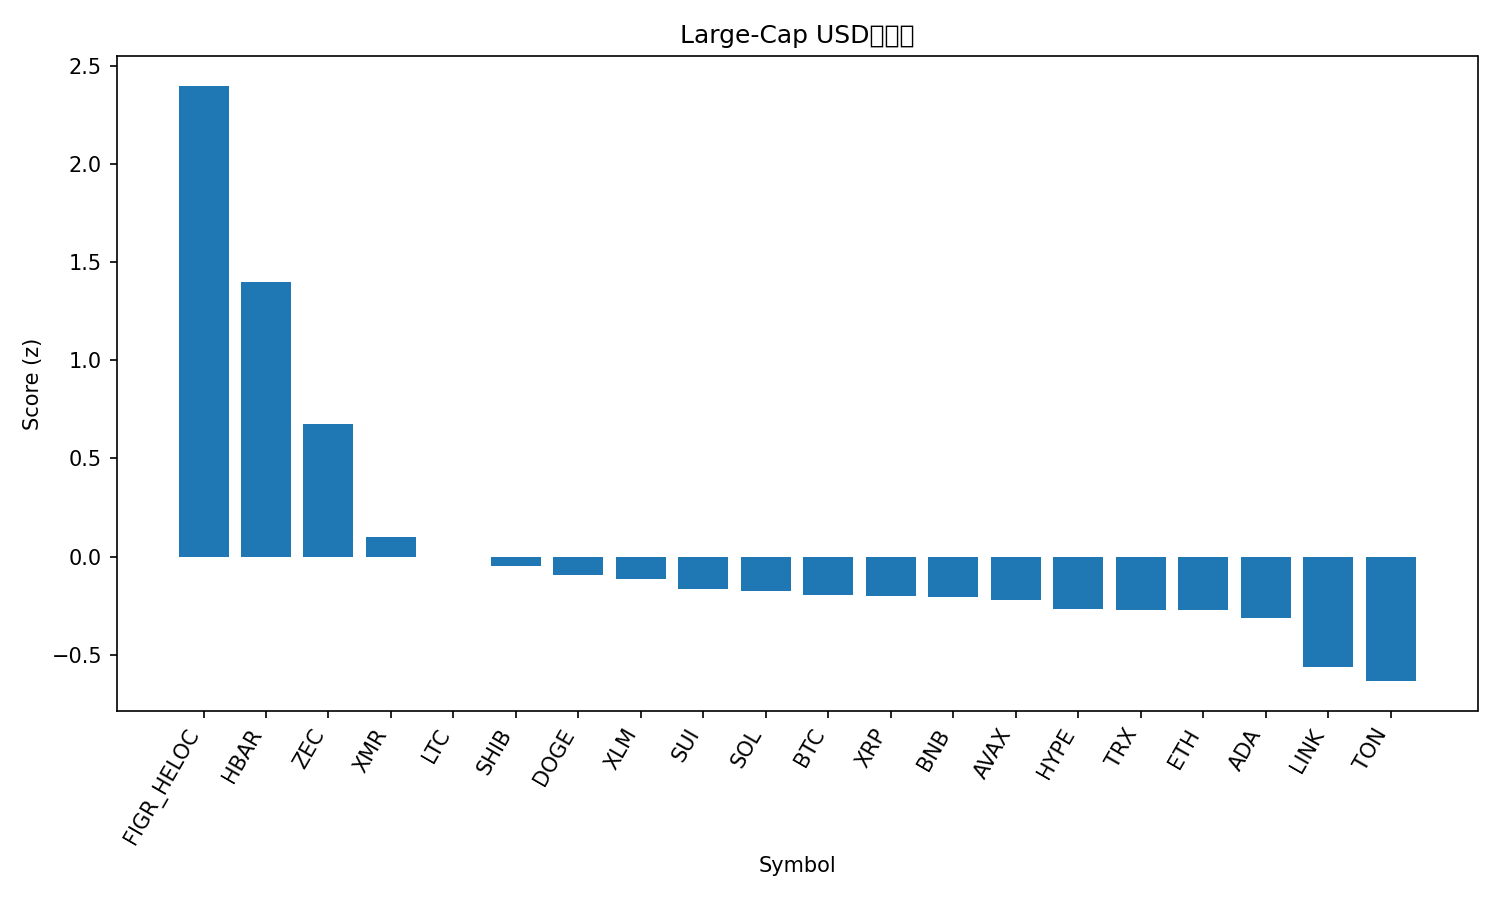 Large-Cap USD
2.5
2.0
1.5
1.0
0.5
0.0
−0.5
Score (z)
FIGR_HELOC
HBAR
ZEC
XMR
LTC
SHIB
DOGE
XLM
SUI
SOL
BTC
XRP
BNB
AVAX
HYPE
TRX
ETH
ADA
LINK
TON
Symbol